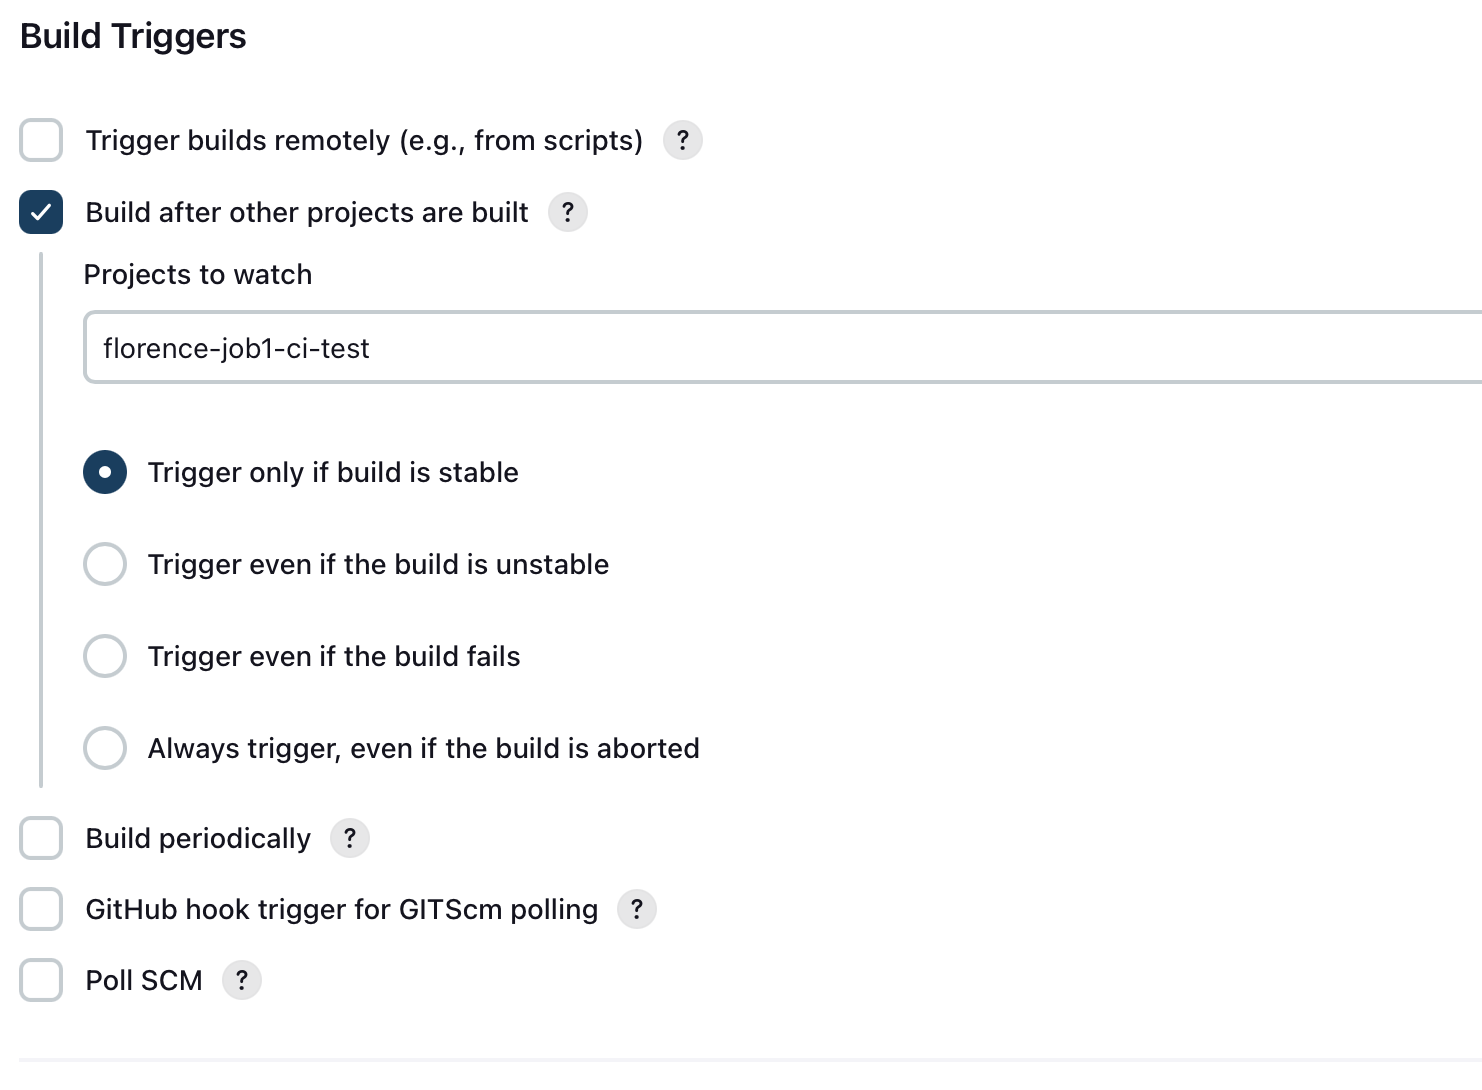 Build Triggers
Trigger builds remotely (e.g., from scripts) ?
Build after other projects are built ?
Projects to watch
florence-job1-ci-test
Trigger only if build is stable
Trigger even if the build is unstable
Trigger even if the build fails
Always trigger, even if the build is aborted
Build periodically ?
GitHub hook trigger for GITScm polling ?
Poll SCM ?